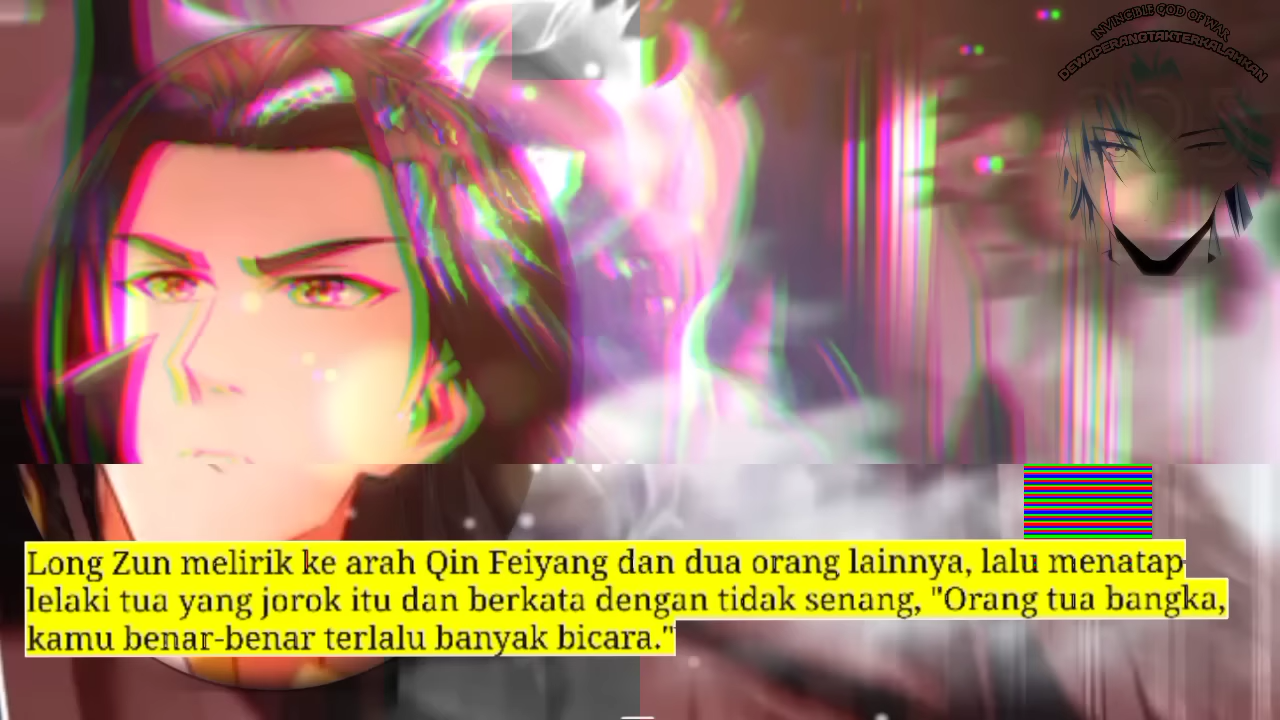 INVINCIBLE GOD OF WAR
DEWAPERANGTAKTERKALAHKAN
Long Zun melirik ke arah Qin Feiyang dan dua orang lainnya, lalu menatap
lelaki tua yang jorok itu dan berkata dengan tidak senang, "Orang tua bangka,
kamu benar-benar terlalu banyak bicara."